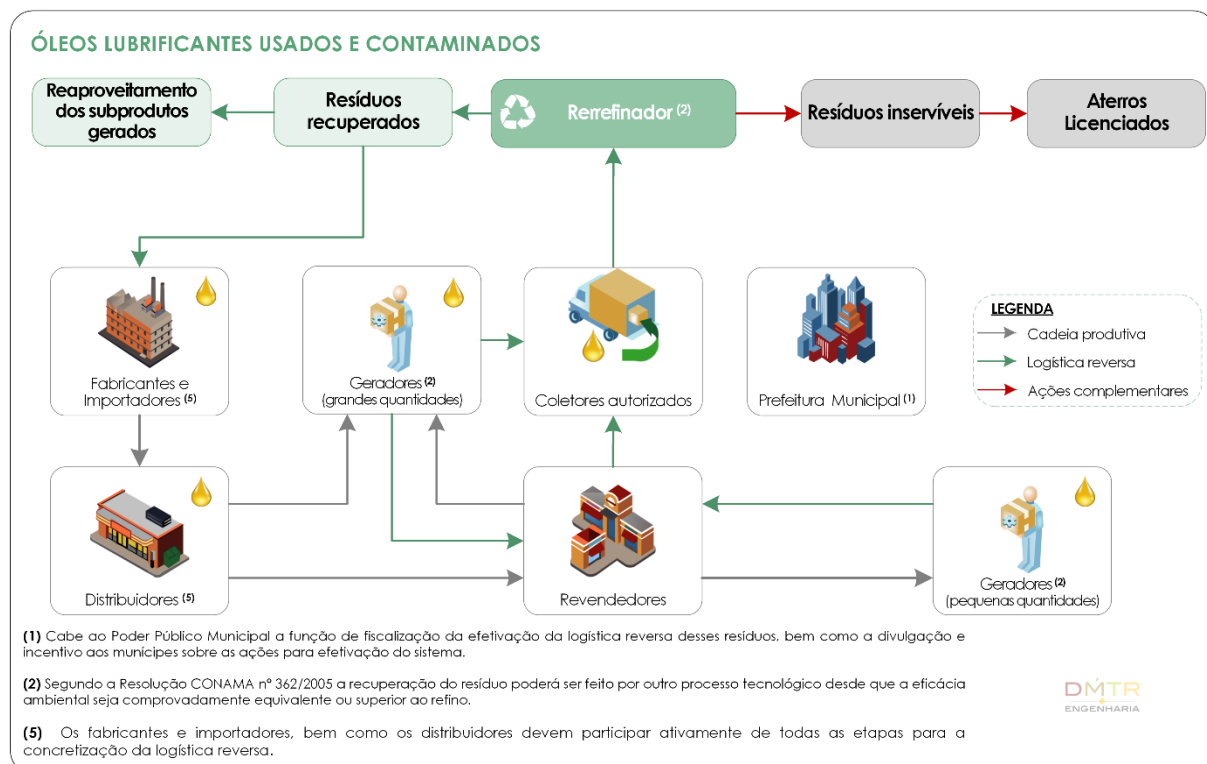 ÓLEOS LUBRIFICANTES USADOS E CONTAMINADOS
Reaproveitamento
dos subprodutos
gerados
Resíduos
recuperados
Rerrefinador (2)
Resíduos inservíveis
Aterros
Licenciados
Fabricantes e
Importadores (5)
Geradores (2)
(grandes quantidades)
Coletores autorizados
Prefeitura Municipal (1)
LEGENDA
Cadeia produtiva
Logística reversa
Ações complementares
Distribuidores (5)
Revendedores
Geradores (2)
(pequenas quantidades)
(1) Cabe ao Poder Público Municipal a função de fiscalização da efetivação da logística reversa desses resíduos, bem como a divulgação e
incentivo aos munícipes sobre as ações para efetivação do sistema.
(2) Segundo a Resolução CONAMA nº 362/2005 a recuperação do resíduo poderá ser feito por outro processo tecnológico desde que a eficácia
ambiental seja comprovadamente equivalente ou superior ao refino.
(5) Os fabricantes e importadores, bem como os distribuidores devem participar ativamente de todas as etapas para a
concretização da logística reversa.
DMTR
ENGENHARIA